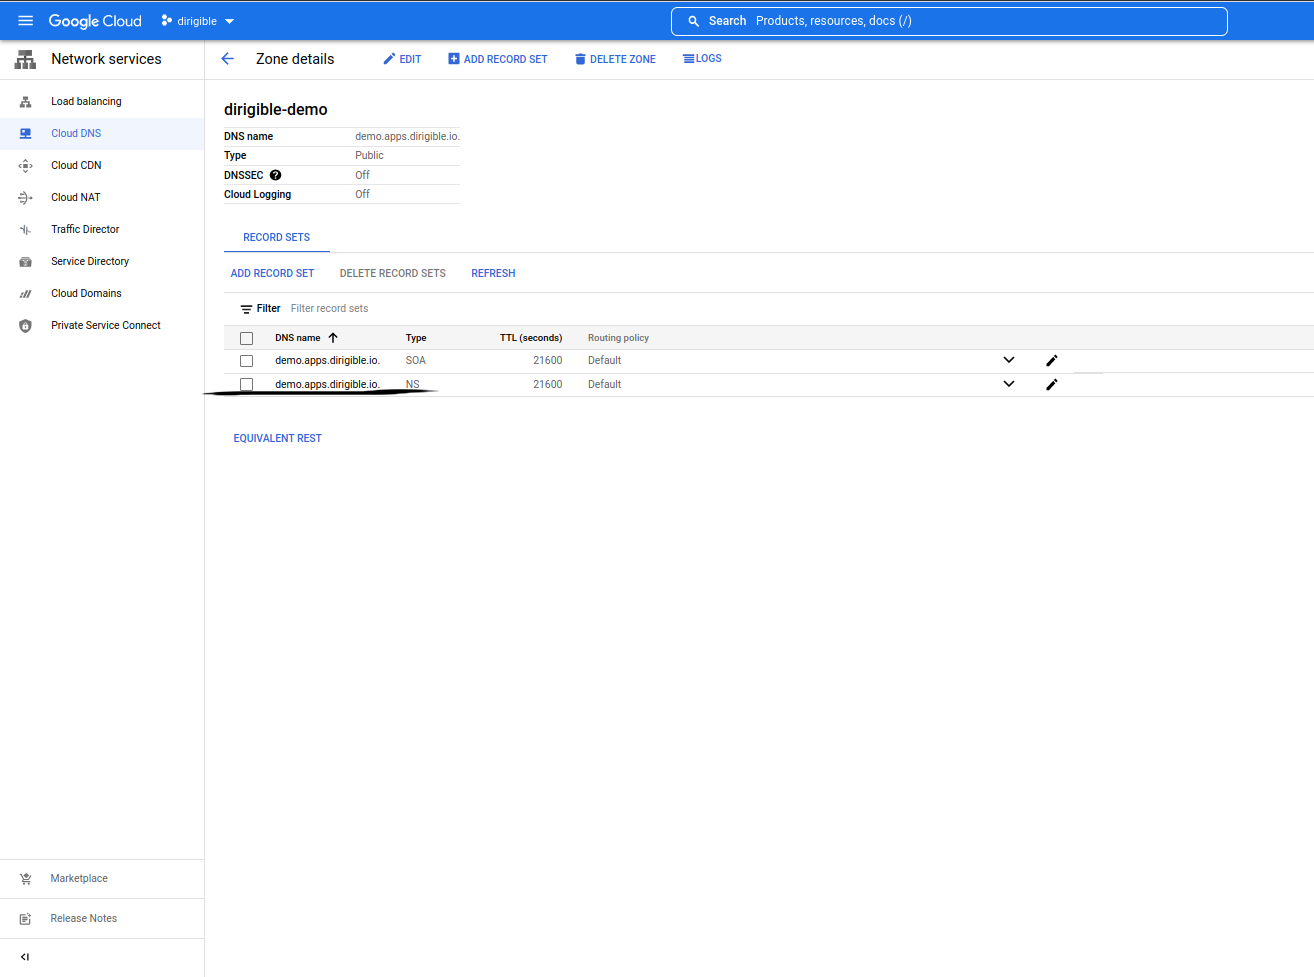 Google Cloud dirigible Search Products, resources, docs (/)
Network services
Zone details EDIT ADD RECORD SET DELETE ZONE LOGS
Load balancing
Cloud DNS
Cloud CDN
Cloud NAT
Traffic Director
Service Directory
Cloud Domains
Private Service Connect
dirigible-demo
DNS name demo.apps.dirigible.io.
Type Public
DNSSEC ? Off
Cloud Logging Off
RECORD SETS
ADD RECORD SET DELETE RECORD SETS REFRESH
Filter Filter record sets
DNS name Type TTL (seconds) Routing policy
demo.apps.dirigible.io. SOA 21600 Default
demo.apps.dirigible.io. NS 21600 Default
EQUIVALENT REST
Marketplace
Release Notes